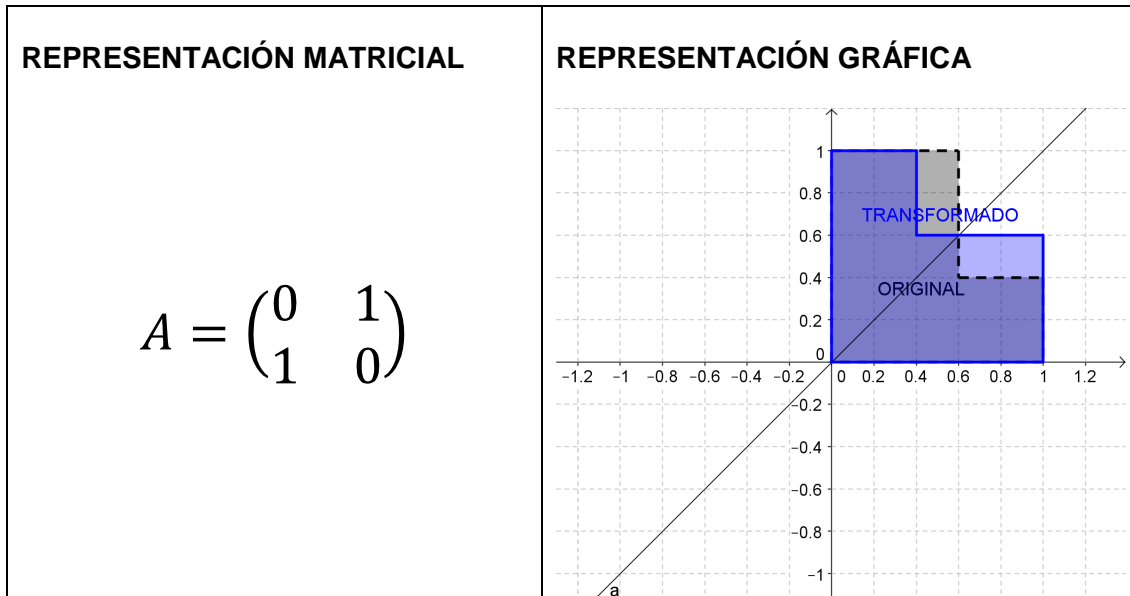 REPRESENTACIÓN MATRICIAL
A = (0 1
1 0)
REPRESENTACIÓN GRÁFICA
1
0.8
TRANSFORMADO
0.6
0.4
ORIGINAL
0.2
0
−1.2 −1 −0.8 −0.6 −0.4 −0.2 0 0.2 0.4 0.6 0.8 1 1.2
−0.2
−0.4
−0.6
−0.8
−1
a